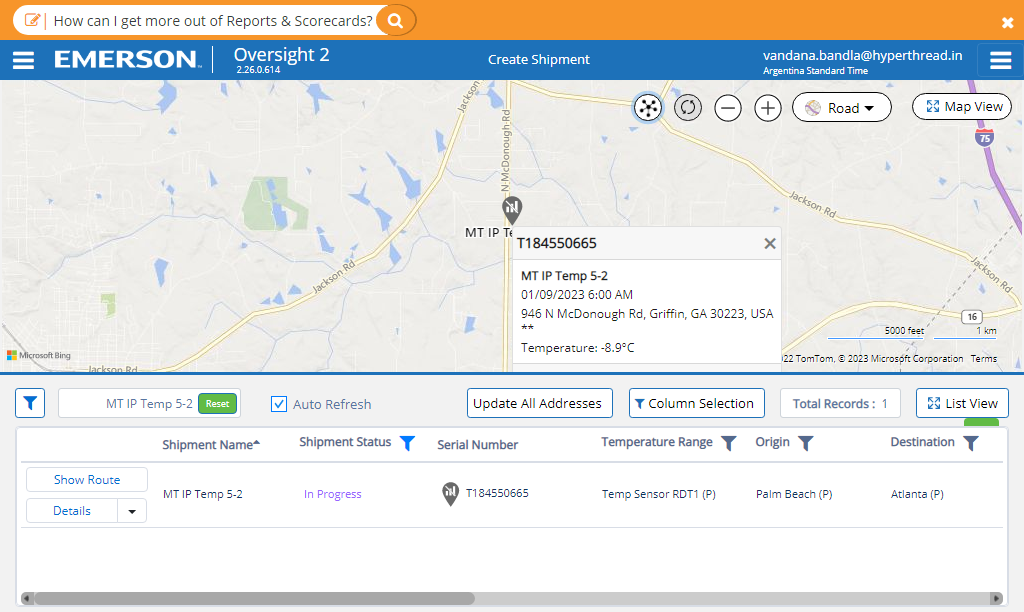 How can I get more out of Reports & Scorecards?
EMERSON
Oversight 2
2.26.0.614
Create Shipment
vandana.bandla@hyperthread.in
Argentina Standard Time
Jackson
N McDonough Rd
Road
Map View
75
Jackson Rd
MT IP Te
T184550665
MT IP Temp 5-2
01/09/2023 6:00 AM
946 N McDonough Rd, Griffin, GA 30223, USA
**
Temperature: -8.9°C
Jackson Rd
Jackson Rd
16
5000 feet
1 km
Microsoft Bing
22 TomTom, © 2023 Microsoft Corporation Terms
Jackson Rd
MT IP Temp 5-2
Reset
Auto Refresh
Update All Addresses
Column Selection
Total Records : 1
List View
Shipment Name
Shipment Status
Serial Number
Temperature Range
Origin
Destination
Show Route
Details
MT IP Temp 5-2
In Progress
T184550665
Temp Sensor RDT1 (P)
Palm Beach (P)
Atlanta (P)